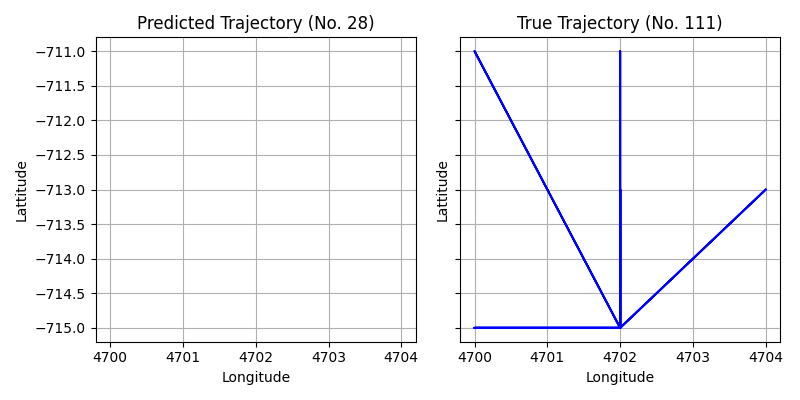 Predicted Trajectory (No. 28)
True Trajectory (No. 111)
Lattitude
−711.0
−711.5
−712.0
−712.5
−713.0
−713.5
−714.0
−714.5
−715.0
4700 4701 4702 4703 4704
Longitude
Lattitude
4700 4701 4702 4703 4704
Longitude